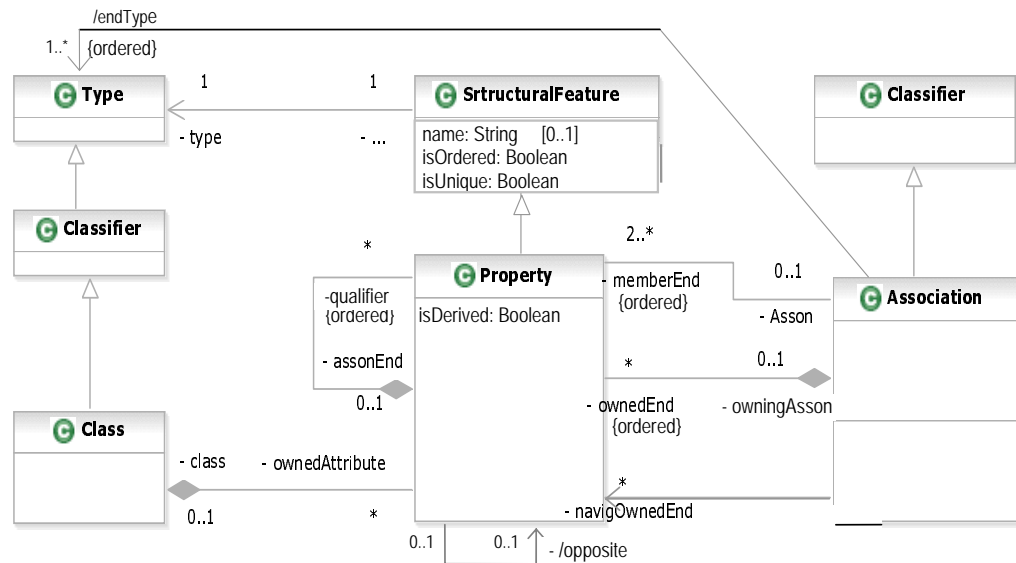 /endType
1..* {ordered}
C Type
1 1
- type - ...
C SrtructuralFeature
name: String [0..1]
isOrdered: Boolean
isUnique: Boolean
C Classifier
C Classifier
*
-qualifier
{ordered}
- assonEnd
0..1
C Property
isDerived: Boolean
2..*
- memberEnd
{ordered}
0..1
- Asson
C Association
* 0..1
- ownedEnd - owningAsson
{ordered}
*
- navigOwnedEnd
C Class
- class - ownedAttribute
0..1 *
0..1 0..1 - /opposite